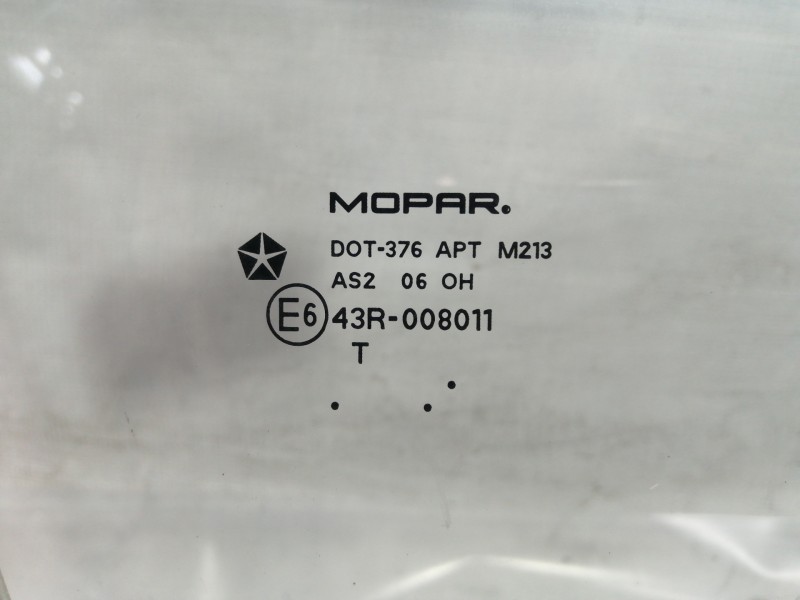 MOPAR.
DOT-376 APT M213
AS2 06 OH
E6 43R-008011
T